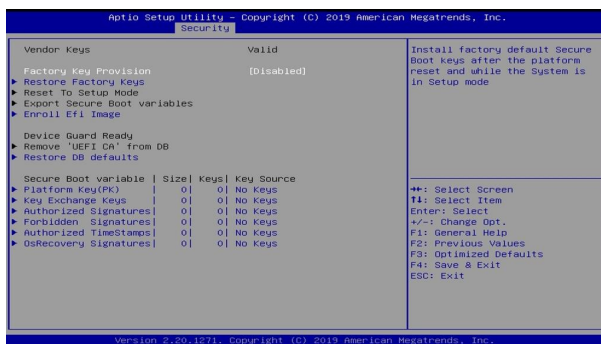 Aptio Setup Utility – Copyright (C) 2019 American Megatrends, Inc.
Security
Vendor Keys Valid
Factory Key Provision [Disabled]
► Restore Factory Keys
► Reset To Setup Mode
► Export Secure Boot variables
► Enroll Efi Image
Device Guard Ready
► Remove 'UEFI CA' from DB
► Restore DB defaults
Secure Boot variable | Size| Keys| Key Source
► Platform Key(PK) | 0| 0| No Keys
► Key Exchange Keys | 0| 0| No Keys
► Authorized Signatures| 0| 0| No Keys
► Forbidden Signatures| 0| 0| No Keys
► Authorized TimeStamps| 0| 0| No Keys
► OsRecovery Signatures| 0| 0| No Keys
Install factory default Secure
Boot keys after the platform
reset and while the System is
in Setup mode
→←: Select Screen
↑↓: Select Item
Enter: Select
+/-: Change Opt.
F1: General Help
F2: Previous Values
F3: Optimized Defaults
F4: Save & Exit
ESC: Exit
Version 2.20.1271. Copyright (C) 2019 American Megatrends, Inc.